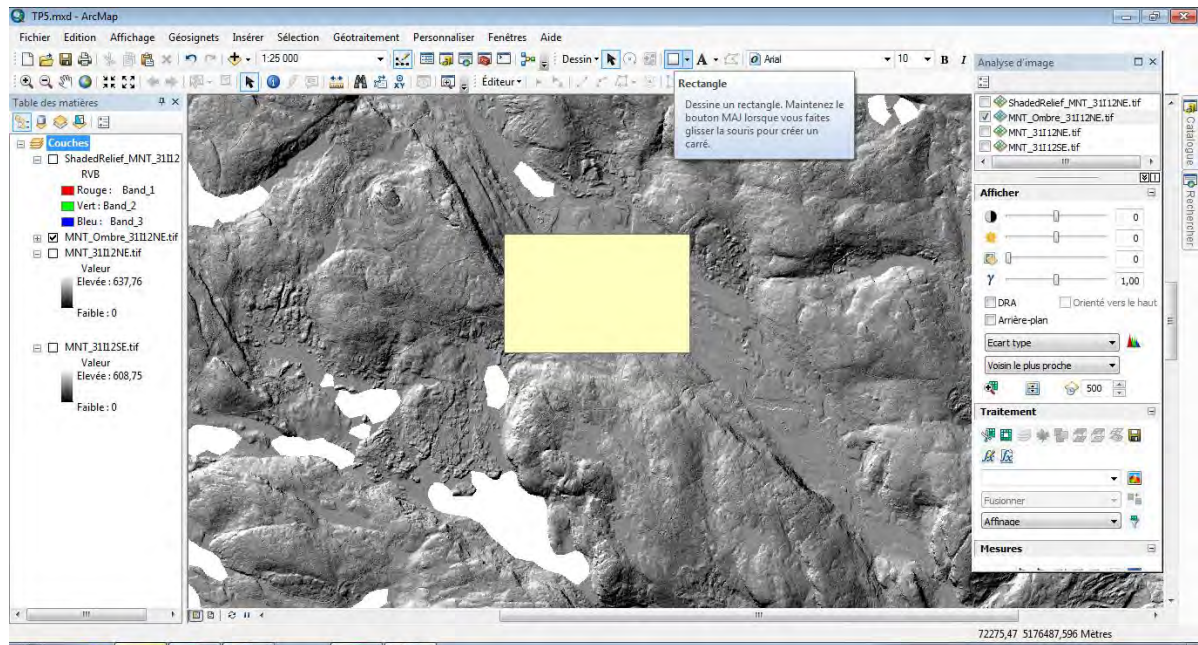 TP5.mxd - ArcMap
Fichier Edition Affichage Géosignets Insérer Sélection Géotraitement Personnaliser Fenêtres Aide
1:25 000
Dessin
A
Arial
10
B I
Éditeur
Rectangle
Dessine un rectangle. Maintenez le
bouton MAJ lorsque vous faites
glisser la souris pour créer un
carré.
Table des matières
Couches
ShadedRelief_MNT_31I12
RVB
Rouge : Band_1
Vert : Band_2
Bleu : Band_3
MNT_Ombre_31I12NE.tif
MNT_31I12NE.tif
Valeur
Elevée : 637,76
Faible : 0
MNT_31I12SE.tif
Valeur
Elevée : 608,75
Faible : 0
Analyse d'image
ShadedRelief_MNT_31I12NE.tif
MNT_Ombre_31I12NE.tif
MNT_31I12NE.tif
MNT_31I12SE.tif
Afficher
0
0
0
γ 1,00
DRA Orienté vers le haut
Arrière-plan
Ecart type
Voisin le plus proche
500
Traitement
fx
Fusionner
Affinage
Mesures
Catalogue
Rechercher
72275,47 5176487,596 Mètres